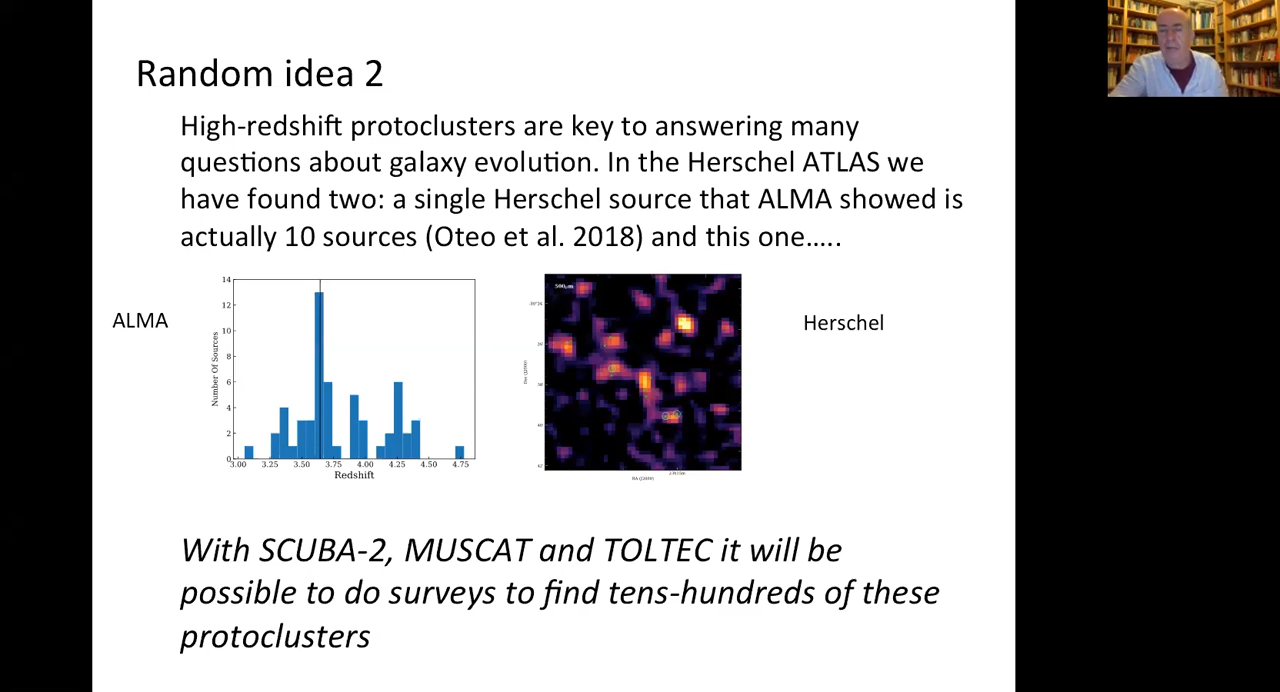 Random idea 2
High-redshift protoclusters are key to answering many
questions about galaxy evolution. In the Herschel ATLAS we
have found two: a single Herschel source that ALMA showed is
actually 10 sources (Oteo et al. 2018) and this one…..
ALMA
14
12
10
8
6
4
2
0
Number Of Sources
3.00 3.25 3.50 3.75 4.00 4.25 4.50 4.75
Redshift
500μm
Herschel
With SCUBA-2, MUSCAT and TOLTEC it will be
possible to do surveys to find tens-hundreds of these
protoclusters